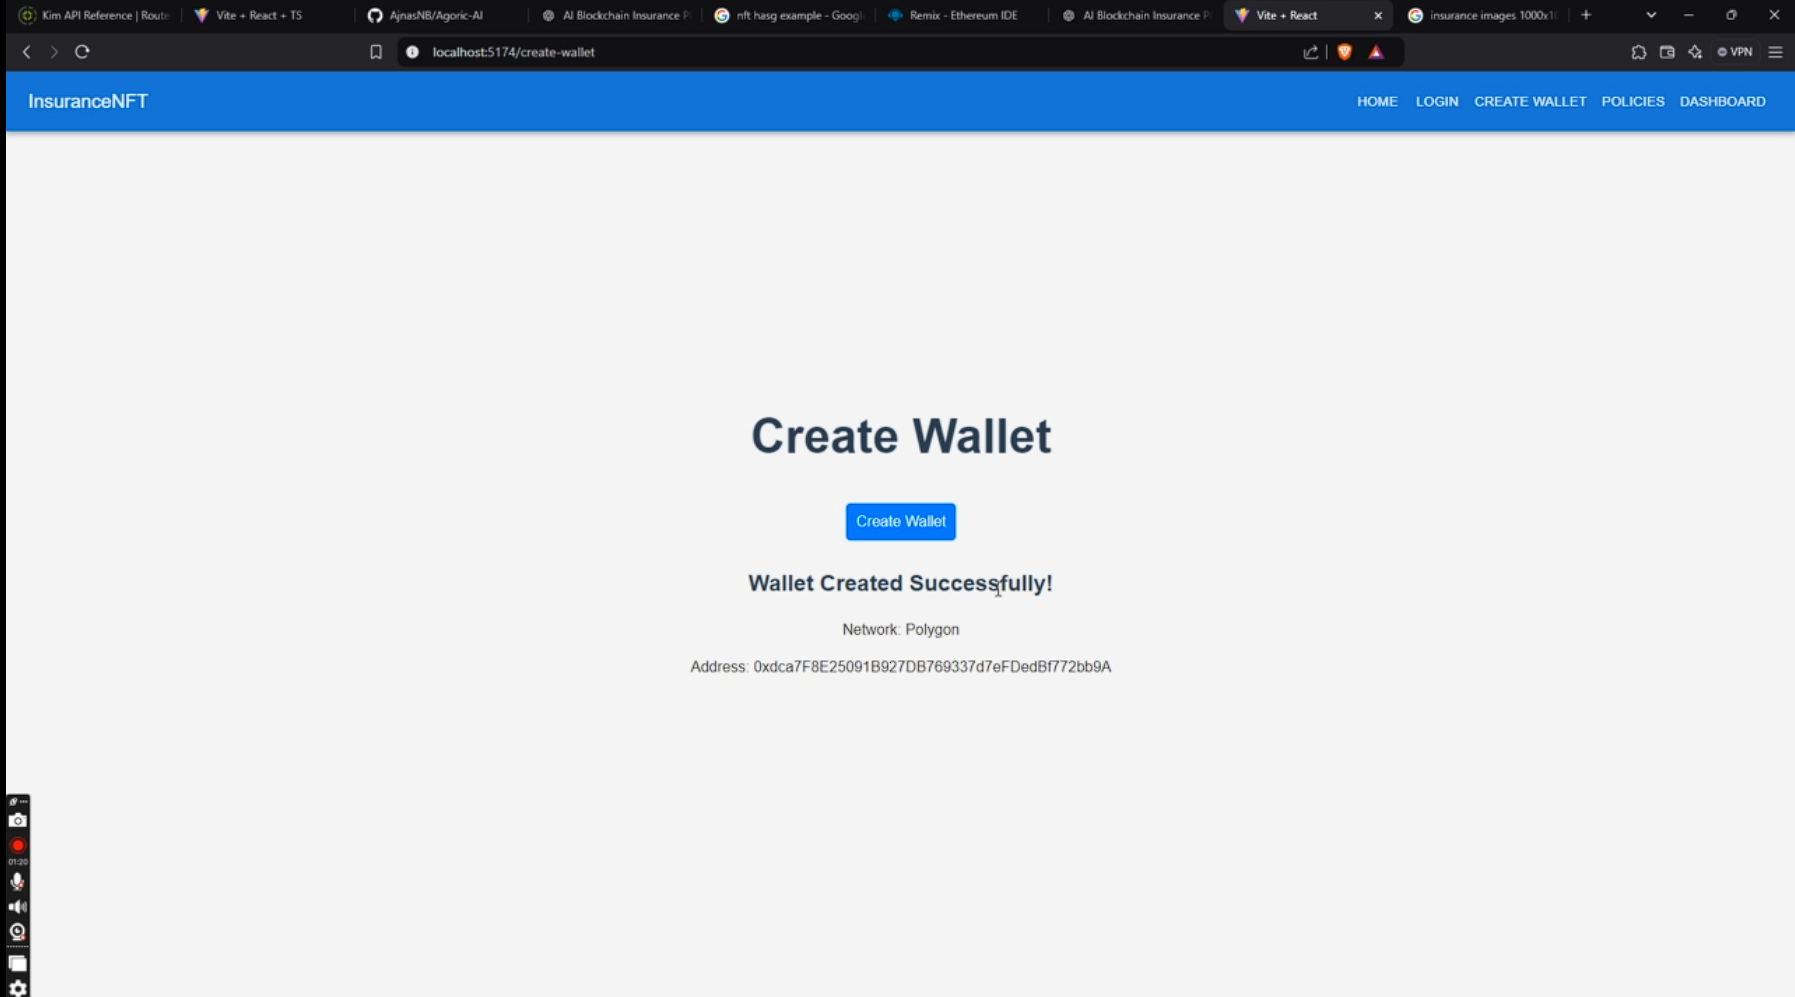 Kim API Reference | Route
Vite + React + TS
AjnasNB/Agoric-AI
AI Blockchain Insurance P
nft hasg example - Googl
Remix - Ethereum IDE
AI Blockchain Insurance P
Vite + React
insurance images 1000x10
localhost:5174/create-wallet
VPN
InsuranceNFT
HOME
LOGIN
CREATE WALLET
POLICIES
DASHBOARD
Create Wallet
Create Wallet
Wallet Created Successfully!
Network: Polygon
Address: 0xdca7F8E25091B927DB769337d7eFDedBf772bb9A
01:20